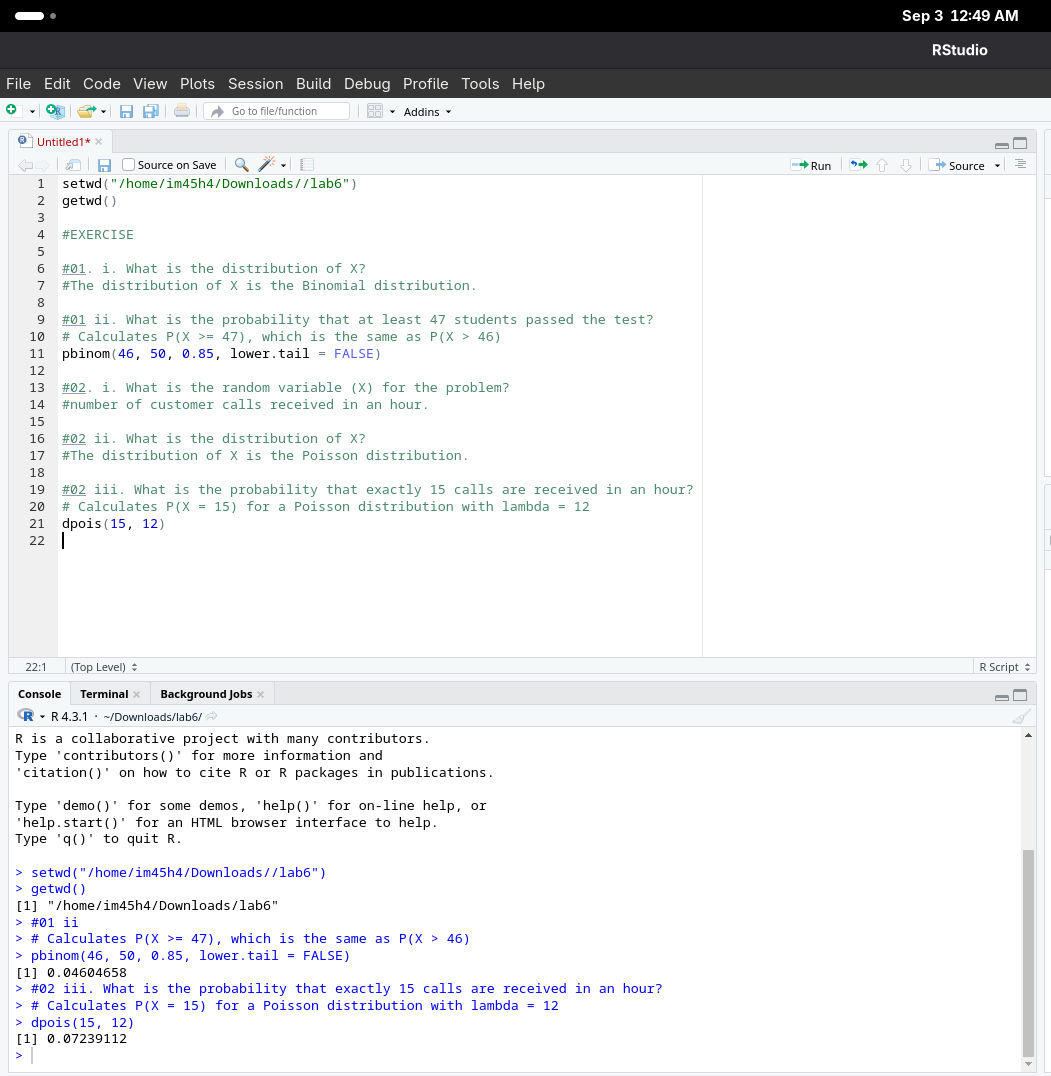 Sep 3 12:49 AM
RStudio
File Edit Code View Plots Session Build Debug Profile Tools Help
Go to file/function Addins
Untitled1*
Source on Save Run Source
1 setwd("/home/im45h4/Downloads//lab6")
2 getwd()
3
4 #EXERCISE
5
6 #01. i. What is the distribution of X?
7 #The distribution of X is the Binomial distribution.
8
9 #01 ii. What is the probability that at least 47 students passed the test?
10 # Calculates P(X >= 47), which is the same as P(X > 46)
11 pbinom(46, 50, 0.85, lower.tail = FALSE)
12
13 #02. i. What is the random variable (X) for the problem?
14 #number of customer calls received in an hour.
15
16 #02 ii. What is the distribution of X?
17 #The distribution of X is the Poisson distribution.
18
19 #02 iii. What is the probability that exactly 15 calls are received in an hour?
20 # Calculates P(X = 15) for a Poisson distribution with lambda = 12
21 dpois(15, 12)
22
22:1 (Top Level) R Script
Console Terminal Background Jobs
R R 4.3.1 · ~/Downloads/lab6/
R is a collaborative project with many contributors.
Type 'contributors()' for more information and
'citation()' on how to cite R or R packages in publications.
Type 'demo()' for some demos, 'help()' for on-line help, or
'help.start()' for an HTML browser interface to help.
Type 'q()' to quit R.
> setwd("/home/im45h4/Downloads//lab6")
> getwd()
[1] "/home/im45h4/Downloads/lab6"
> #01 ii
> # Calculates P(X >= 47), which is the same as P(X > 46)
> pbinom(46, 50, 0.85, lower.tail = FALSE)
[1] 0.04604658
> #02 iii. What is the probability that exactly 15 calls are received in an hour?
> # Calculates P(X = 15) for a Poisson distribution with lambda = 12
> dpois(15, 12)
[1] 0.07239112
>